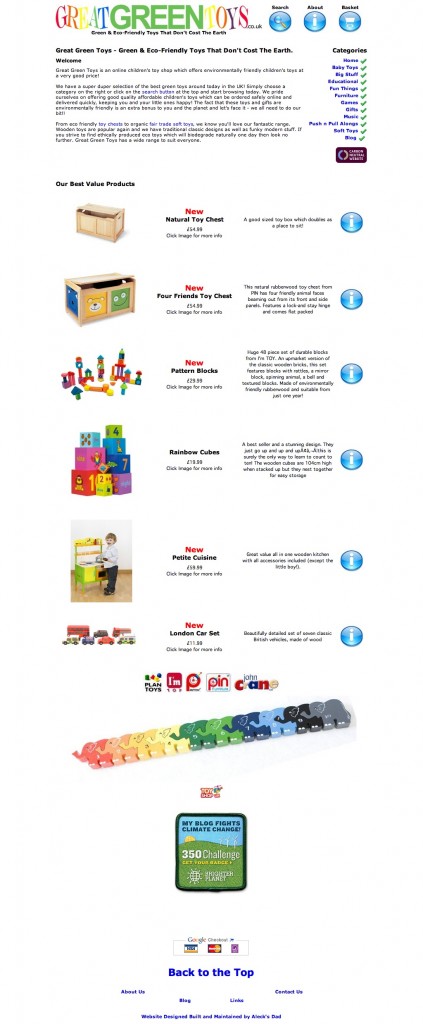 GREATGREENTOYS.co.uk
Green & Eco-Friendly Toys That Don't Cost The Earth
Search About Basket
Great Green Toys - Green & Eco-Friendly Toys That Don't Cost The Earth.
Welcome
Great Green Toys is an online children's toy shop which offers environmentally friendly children's toys at
a very good price!
We have a super duper selection of the best green toys around today in the UK! Simply choose a
category on the right or click on the search button at the top and start browsing today. We pride
ourselves on offering good quality affordable children's toys which can be ordered safely online and
delivered quickly, keeping you and your little ones happy! The fact that these toys and gifts are
environmentally friendly is an extra bonus to you and the planet and let's face it - we all need to do our
bit!!
From eco friendly toy chests to organic fair trade soft toys, we know you'll love our fantastic range.
Wooden toys are popular again and we have traditional classic designs as well as funky modern stuff. If
you strive to find ethically produced eco toys which will biodegrade naturally one day then look no
further. Great Green Toys has a wide range to suit everyone.
Categories
Home
Baby Toys
Big Stuff
Educational
Fun Things
Furniture
Games
Gifts
Music
Push n Pull Alongs
Soft Toys
Blog
CARBON
NEUTRAL
WEBSITE
Our Best Value Products
New
Natural Toy Chest
£54.99
Click Image for more info
A good sized toy box which doubles as
a place to sit!
New
Four Friends Toy Chest
£54.99
Click Image for more info
This natural rubberwood toy chest from
PIN has four friendly animal faces
beaming out from its front and side
panels. Features a lock-and stay hinge
and comes flat packed
New
Pattern Blocks
£29.99
Click Image for more info
Huge 48 piece set of durable blocks
from I'm TOY. An upmarket version of
the classic wooden bricks, this set
features blocks with rattles, a mirror
block, spinning animal, a bell and
textured blocks. Made of environmentally
friendly rubberwood and suitable from
just one year!
4
7
10
1
2
Rainbow Cubes
£19.99
Click Image for more info
A best seller and a stunning design. They
just go up and up and
surely the only way to learn to count to
ten! The wooden cubes are 104cm high
when stacked up but they nest together
for easy storage
New
Petite Cuisine
£59.99
Click Image for more info
Great value all in one wooden kitchen
with all accessories included (except the
little boy!).
New
London Car Set
£11.99
Click Image for more info
Beautifully detailed set of seven classic
British vehicles, made of wood
PLAN
TOYS
I'm
TOY
pin
john
crane
MY BLOG FIGHTS
CLIMATE CHANGE!
350 Challenge
GET YOUR BADGE
BRIGHTER
PLANET
Google Checkout
VISA
Back to the Top
About Us Contact Us
Blog Links
Website Designed Built and Maintained by Aleck's Dad